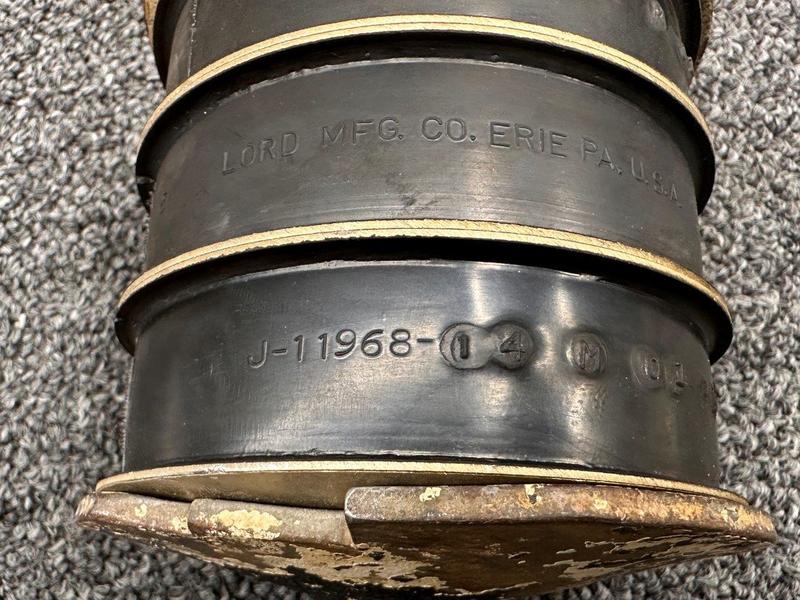 LORD MFG. CO. ERIE PA. U.S.A.
J-11968-14 M 01